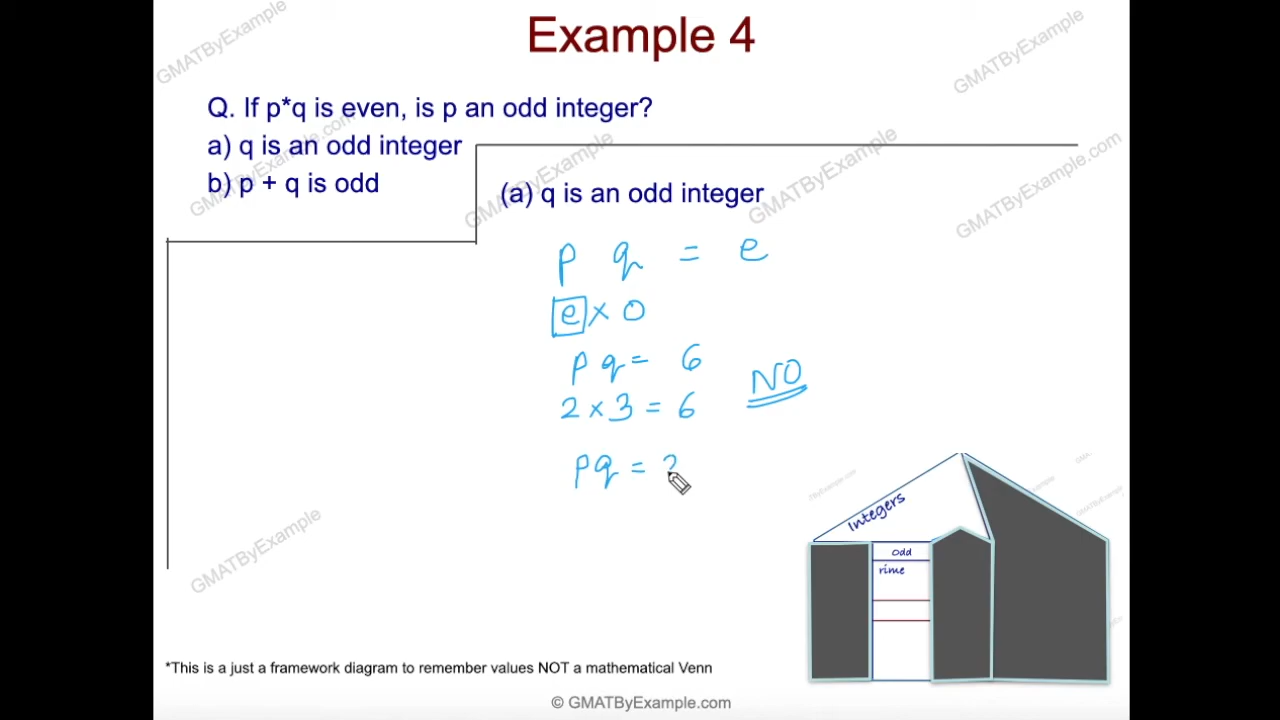 Example 4
Q. If p*q is even, is p an odd integer?
a) q is an odd integer
b) p + q is odd
(a) q is an odd integer
p q = e
e x 0
p q = 6
2 x 3 = 6
NO
pq =
Integers
Odd
rime
*This is a just a framework diagram to remember values NOT a mathematical Venn
© GMATByExample.com
GMATByExample
GMATByExample
GMATByExample.com
GMATByExample
GMATByExample
GMATByExample.com
GMATByExample